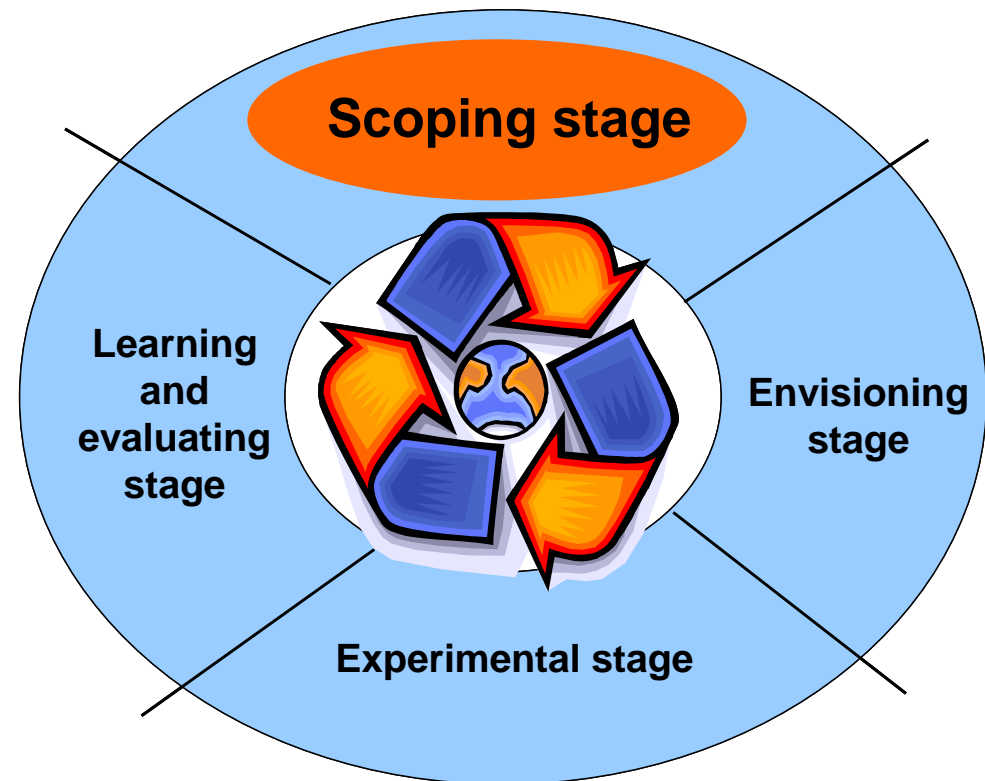 Scoping stage
Learning
and
evaluating
stage
Envisioning
stage
Experimental stage